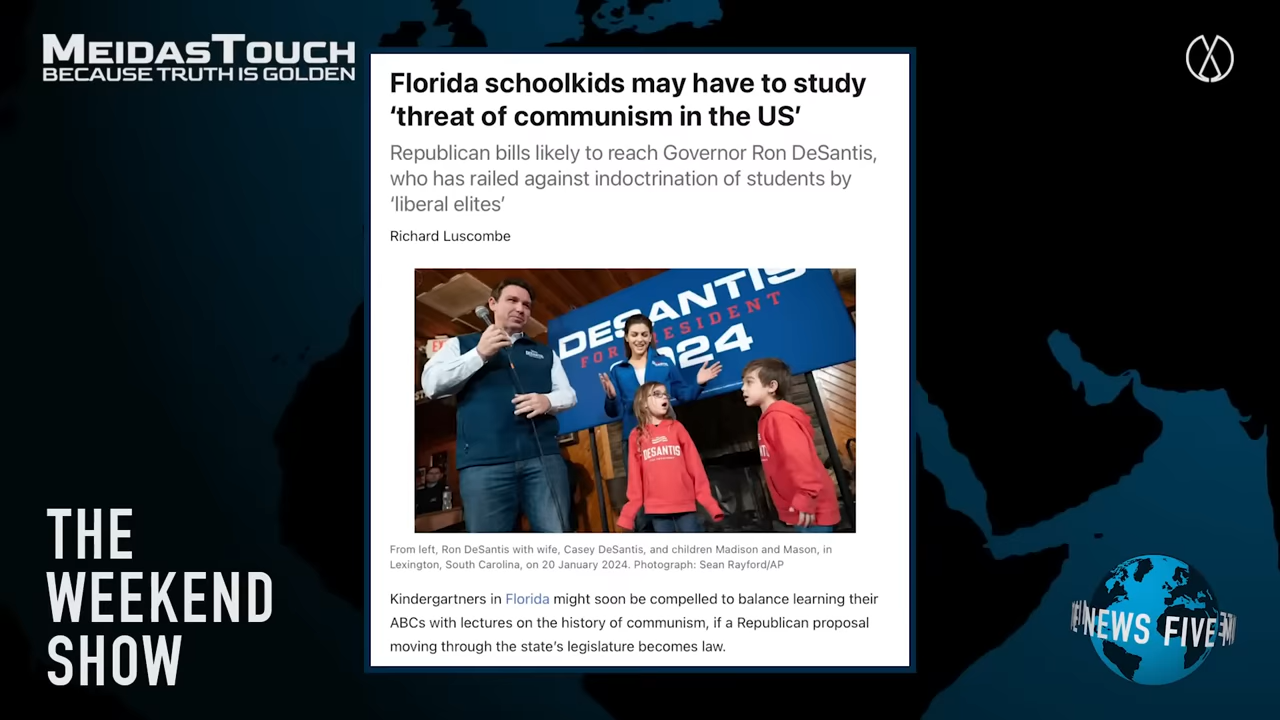 MEIDASTOUCH
BECAUSE TRUTH IS GOLDEN
Florida schoolkids may have to study
‘threat of communism in the US’
Republican bills likely to reach Governor Ron DeSantis,
who has railed against indoctrination of students by
‘liberal elites’
Richard Luscombe
DESANTIS
FOR PRESIDENT
2024
DESANTIS
From left, Ron DeSantis with wife, Casey DeSantis, and children Madison and Mason, in
Lexington, South Carolina, on 20 January 2024. Photograph: Sean Rayford/AP
Kindergartners in Florida might soon be compelled to balance learning their
ABCs with lectures on the history of communism, if a Republican proposal
moving through the state’s legislature becomes law.
THE
WEEKEND
SHOW
NEWS FIVE